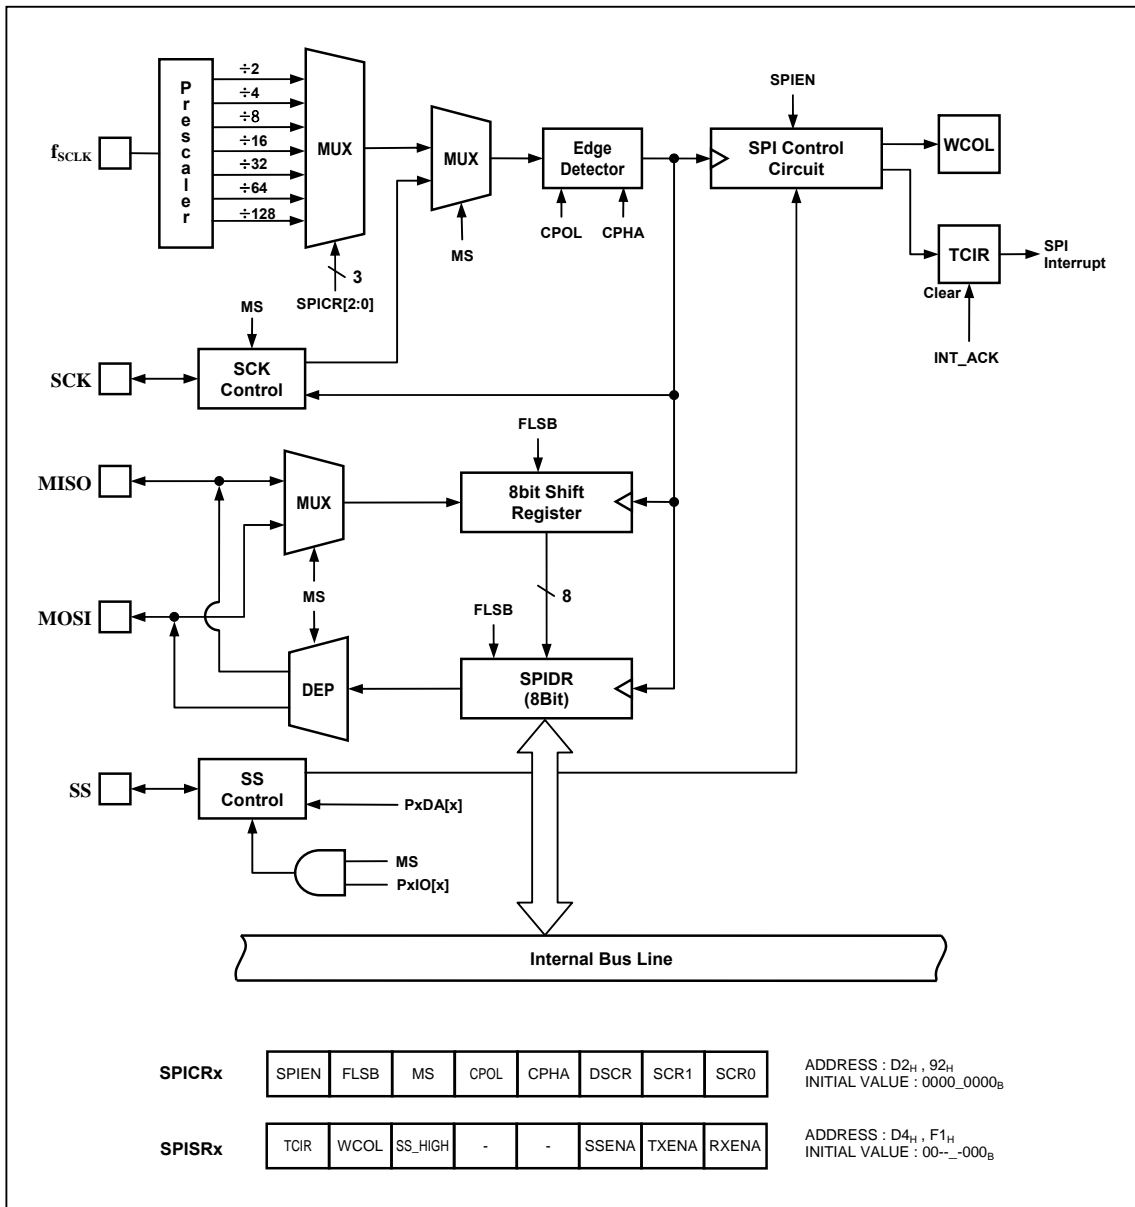 Prescaler
÷2
÷4
÷8
÷16
÷32
÷64
÷128
fSCLK
MUX
3
SPICR[2:0]
MUX
MS
Edge
Detector
CPOL
CPHA
SPIEN
SPI Control
Circuit
WCOL
TCIR
SPI
Interrupt
Clear
INT_ACK
MS
SCK
SCK
Control
FLSB
MISO
MUX
8bit Shift
Register
MS
8
MOSI
FLSB
DEP
SPIDR
(8Bit)
SS
SS
Control
PxDA[x]
MS
PxIO[x]
Internal Bus Line
SPICRx SPIEN FLSB MS CPOL CPHA DSCR SCR1 SCR0
ADDRESS : D2H , 92H
INITIAL VALUE : 0000_0000B
SPISRx TCIR WCOL SS_HIGH - - SSENA TXENA RXENA
ADDRESS : D4H , F1H
INITIAL VALUE : 00--_-000B